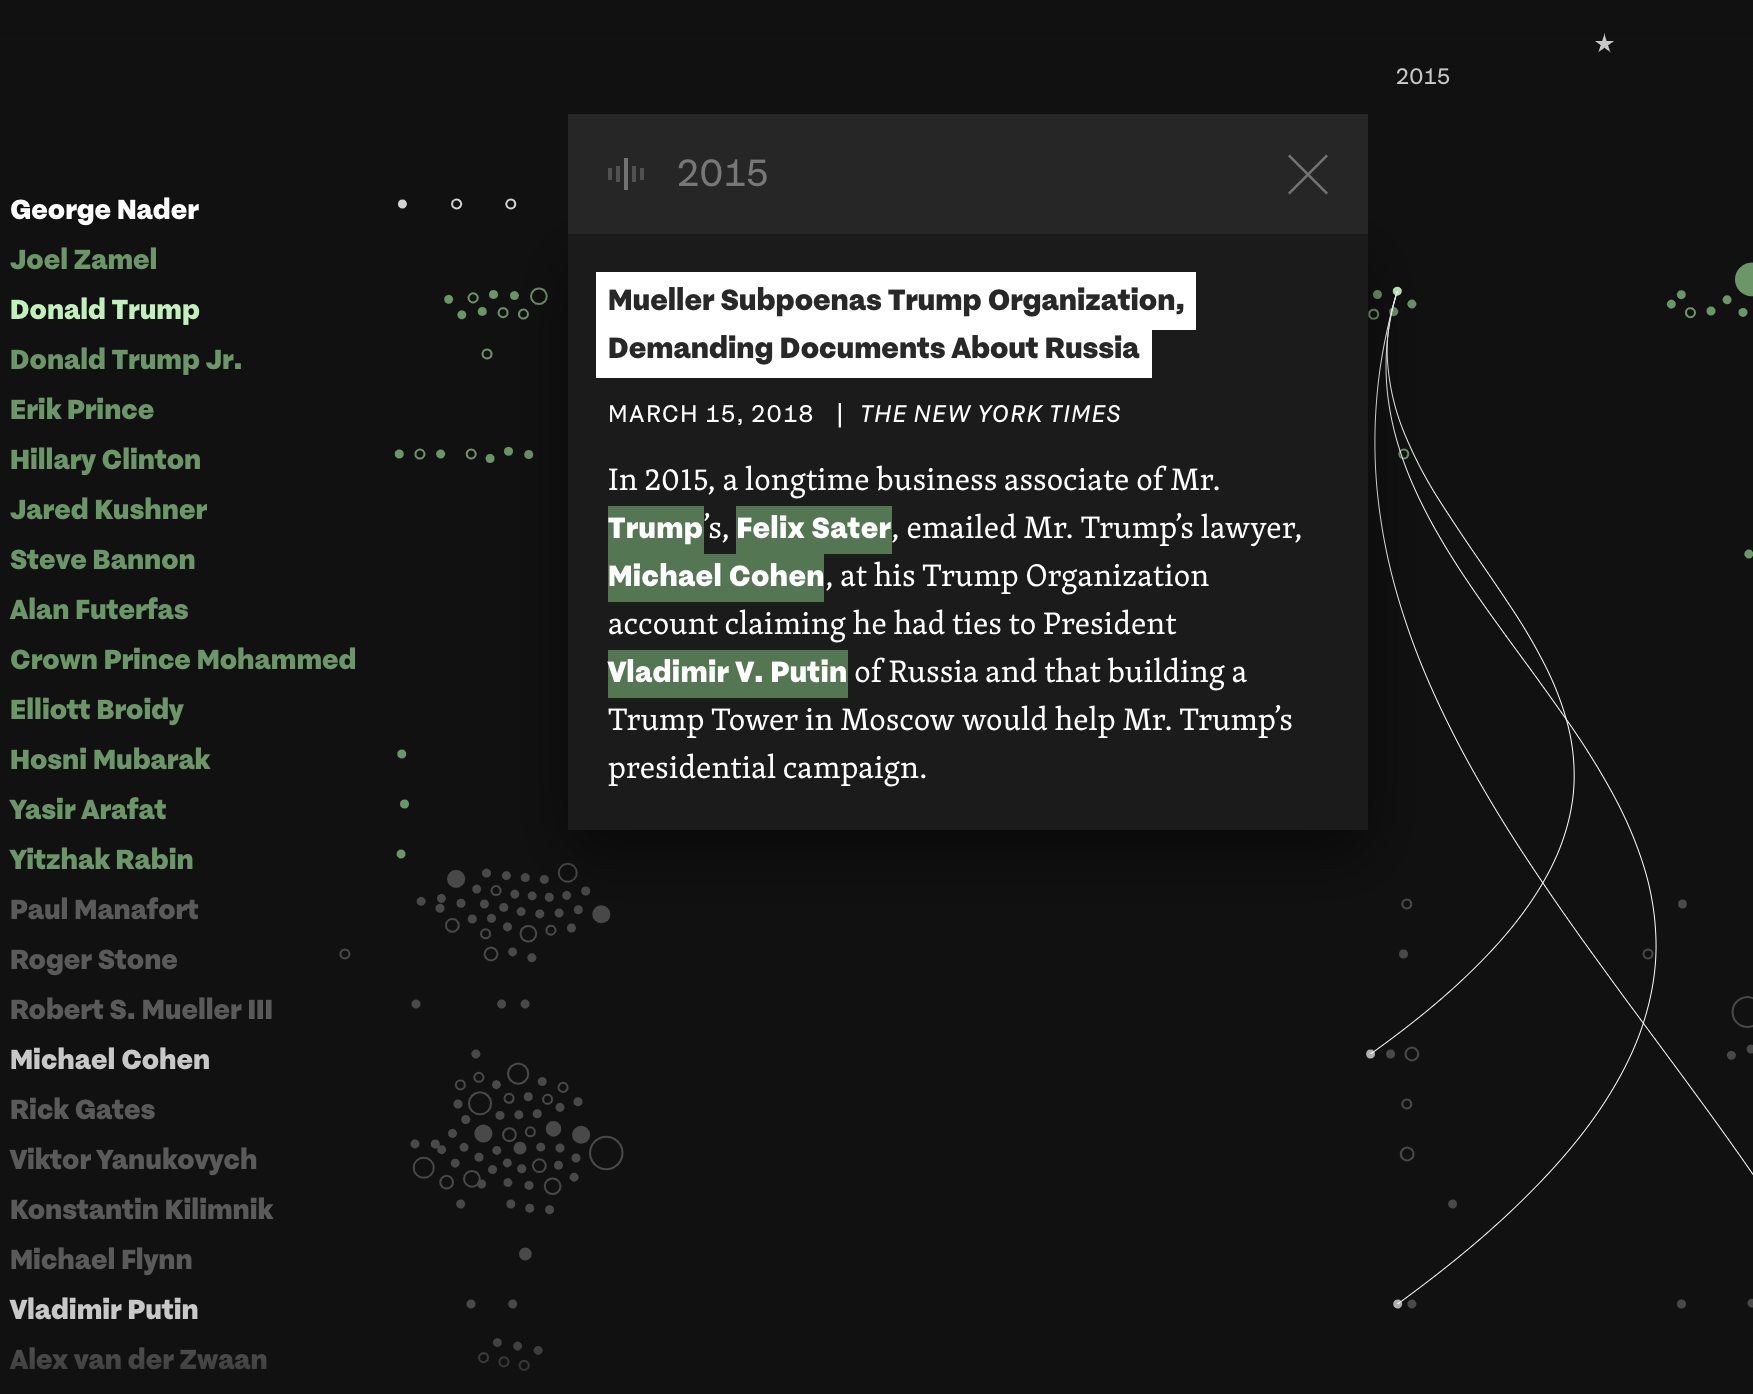 2015
2015
George Nader
Joel Zamel
Donald Trump
Donald Trump Jr.
Erik Prince
Hillary Clinton
Jared Kushner
Steve Bannon
Alan Futerfas
Crown Prince Mohammed
Elliott Broidy
Hosni Mubarak
Yasir Arafat
Yitzhak Rabin
Paul Manafort
Roger Stone
Robert S. Mueller III
Michael Cohen
Rick Gates
Viktor Yanukovych
Konstantin Kilimnik
Michael Flynn
Vladimir Putin
Alex van der Zwaan
Mueller Subpoenas Trump Organization,
Demanding Documents About Russia
MARCH 15, 2018 | THE NEW YORK TIMES
In 2015, a longtime business associate of Mr.
Trump’s, Felix Sater, emailed Mr. Trump’s lawyer,
Michael Cohen, at his Trump Organization
account claiming he had ties to President
Vladimir V. Putin of Russia and that building a
Trump Tower in Moscow would help Mr. Trump’s
presidential campaign.